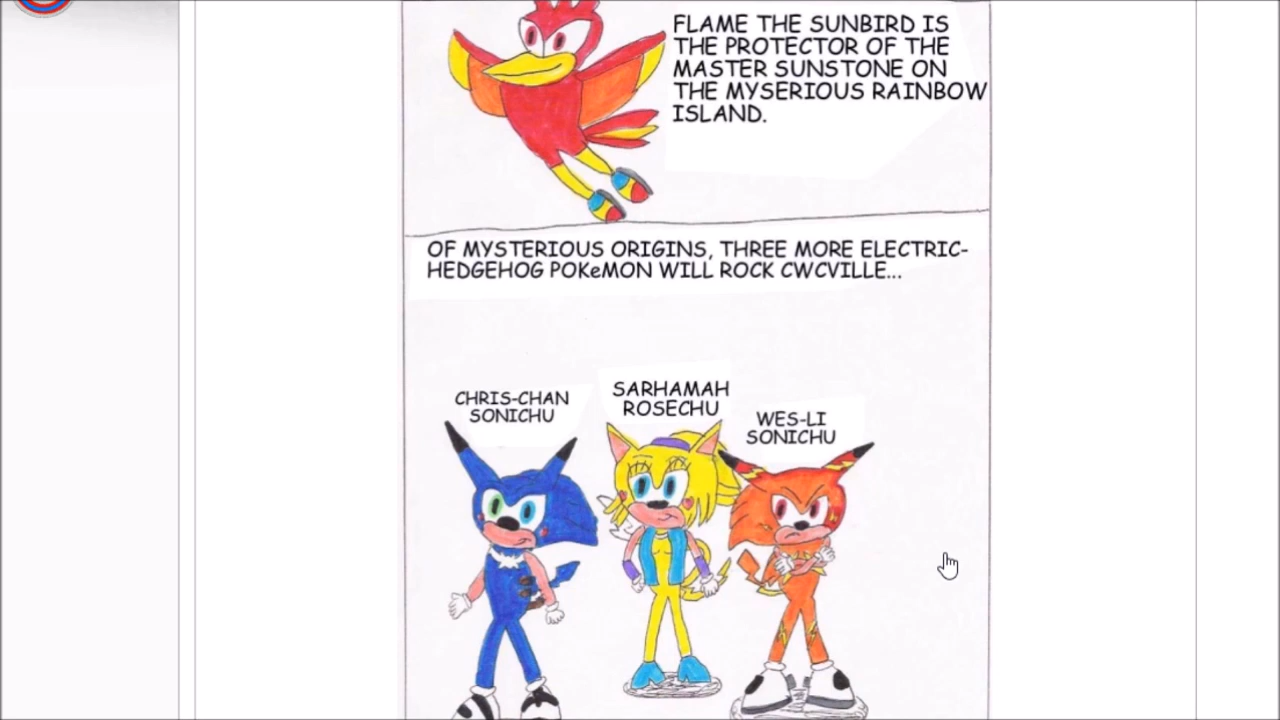 FLAME THE SUNBIRD IS
THE PROTECTOR OF THE
MASTER SUNSTONE ON
THE MYSERIOUS RAINBOW
ISLAND.
OF MYSTERIOUS ORIGINS, THREE MORE ELECTRIC-
HEDGEHOG POKeMON WILL ROCK CWCVILLE...
CHRIS-CHAN
SONICHU
SARHAMAH
ROSECHU
WES-LI
SONICHU